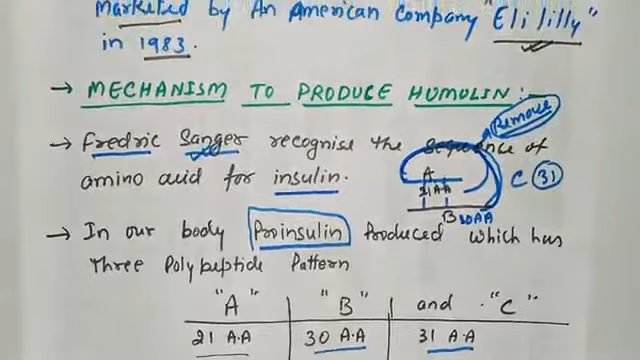 Marketed by An American Company "Eli lilly"
in 1983.
→ MECHANISM TO PRODUCE HUMULIN :-
Remove
→ Fredric Sanger recognise the sequence of
amino acid for insulin.
A
21 A·A
C 31
B 30 AA
→ In our body Proinsulin Produced which has
three Polypeptide Pattern
"A" "B" and "C"
21 A·A 30 A·A 31 A·A